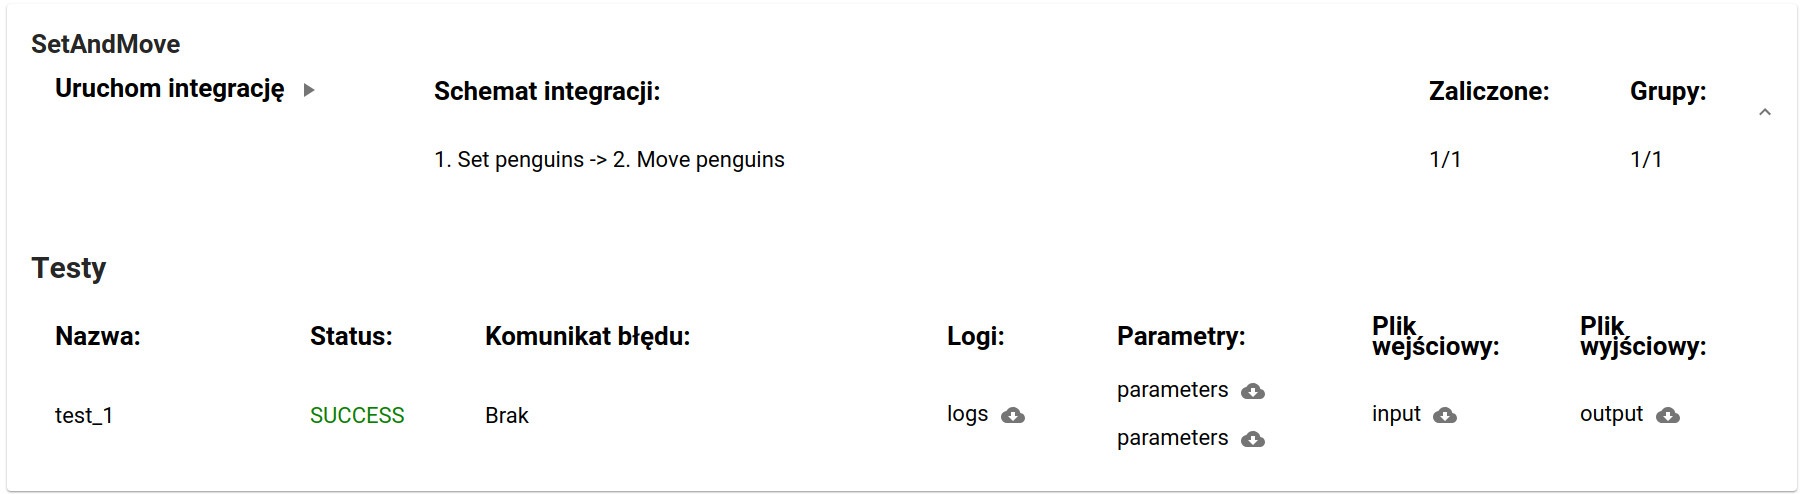 SetAndMove
Uruchom integrację
Schemat integracji:
Zaliczone:
Grupy:
1. Set penguins -> 2. Move penguins
1/1
1/1
Testy
Nazwa:
Status:
Komunikat błędu:
Logi:
Parametry:
Plik
wejściowy:
Plik
wyjściowy:
test_1
SUCCESS
Brak
logs
parameters
parameters
input
output